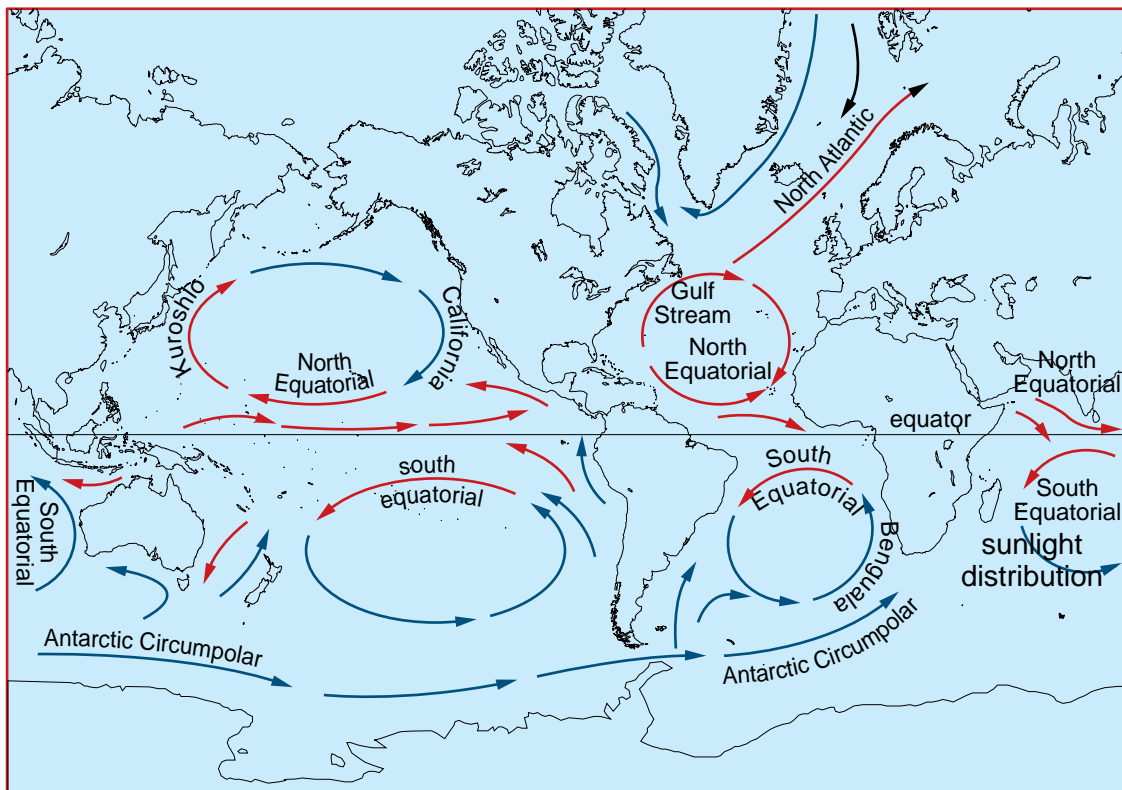 North Atlantic
Kuroshio
California
Gulf
Stream
North
Equatorial
North
Equatorial
North
Equatorial
equator
south
equatorial
South
Equatorial
South
Equatorial
Benguala
South
Equatorial
sunlight
distribution
Antarctic Circumpolar
Antarctic Circumpolar